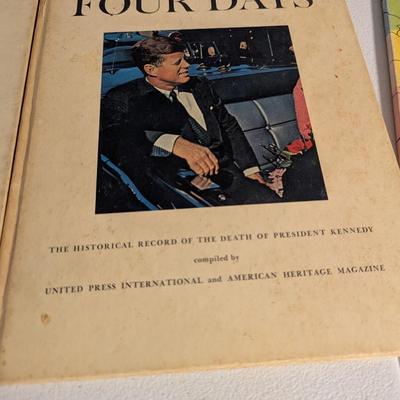 FOUR DAYS
THE HISTORICAL RECORD OF THE DEATH OF PRESIDENT KENNEDY
compiled by
UNITED PRESS INTERNATIONAL and AMERICAN HERITAGE MAGAZINE